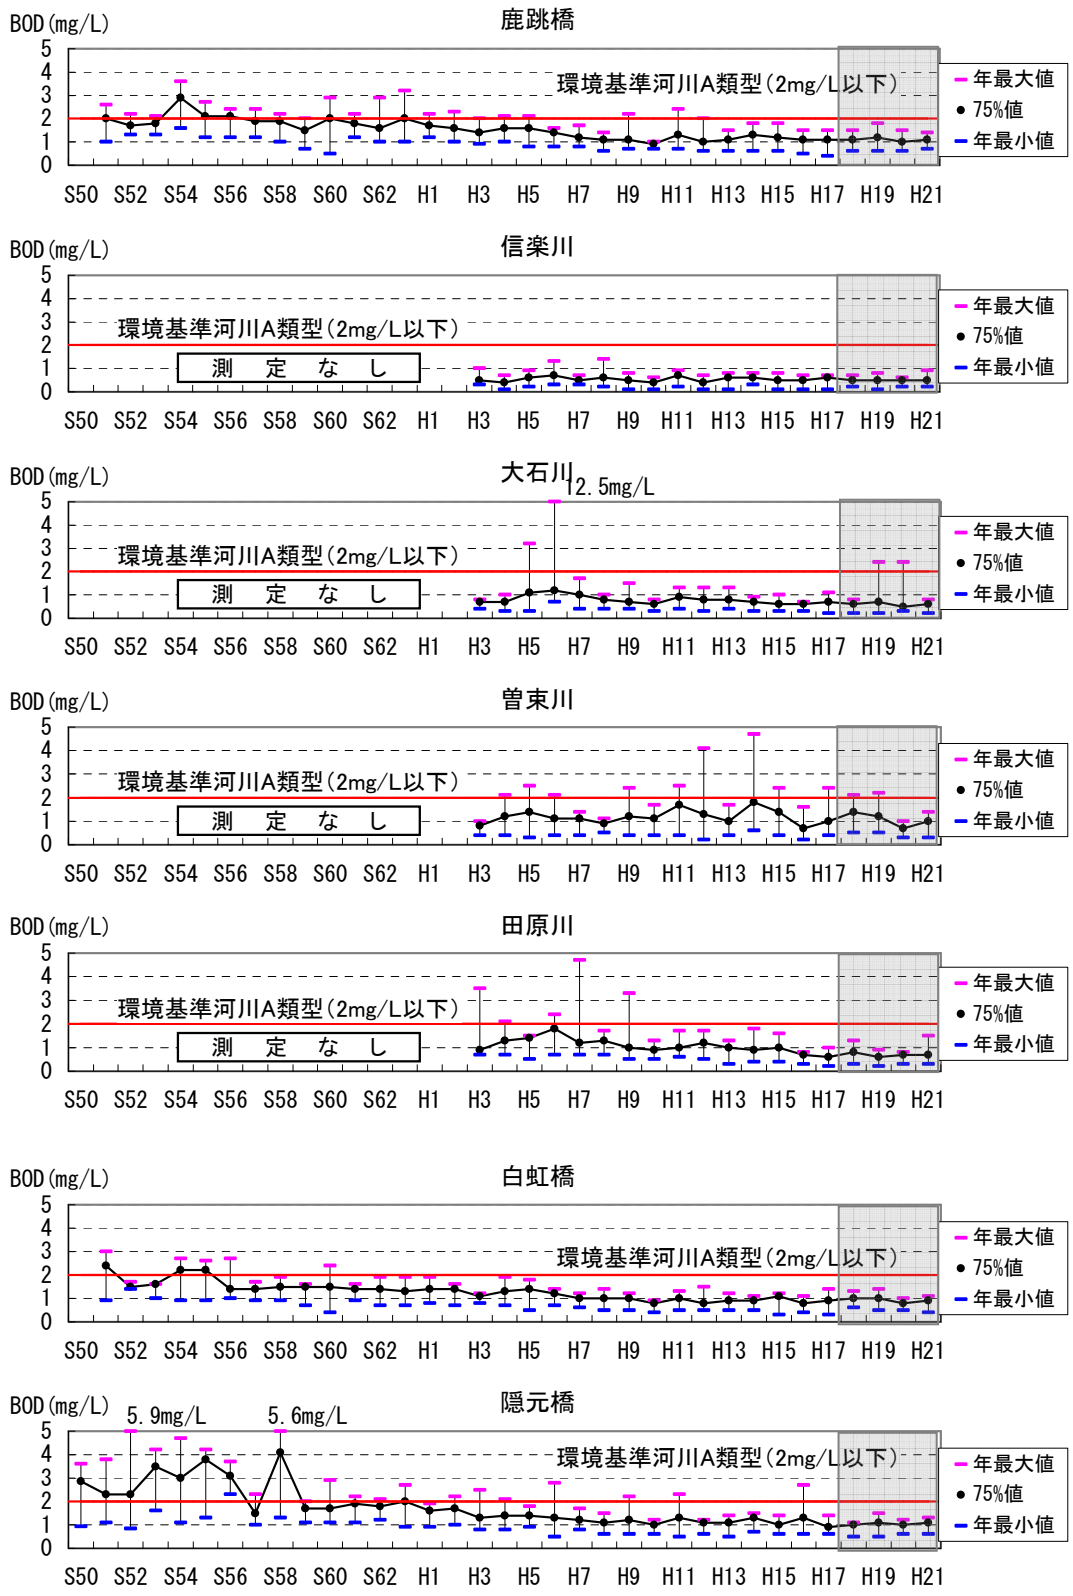 鹿跳橋
BOD(mg/L)
5
4
3
2
1
0
環境基準河川A類型(2mg/L以下)
年最大値
75%値
年最小値
S50 S52 S54 S56 S58 S60 S62 H1 H3 H5 H7 H9 H11 H13 H15 H17 H19 H21
信楽川
BOD(mg/L)
5
4
3
2
1
0
環境基準河川A類型(2mg/L以下)
測 定 な し
年最大値
75%値
年最小値
S50 S52 S54 S56 S58 S60 S62 H1 H3 H5 H7 H9 H11 H13 H15 H17 H19 H21
大石川
BOD(mg/L)
12.5mg/L
5
4
3
2
1
0
環境基準河川A類型(2mg/L以下)
測 定 な し
年最大値
75%値
年最小値
S50 S52 S54 S56 S58 S60 S62 H1 H3 H5 H7 H9 H11 H13 H15 H17 H19 H21
曽束川
BOD(mg/L)
5
4
3
2
1
0
環境基準河川A類型(2mg/L以下)
測 定 な し
年最大値
75%値
年最小値
S50 S52 S54 S56 S58 S60 S62 H1 H3 H5 H7 H9 H11 H13 H15 H17 H19 H21
田原川
BOD(mg/L)
5
4
3
2
1
0
環境基準河川A類型(2mg/L以下)
測 定 な し
年最大値
75%値
年最小値
S50 S52 S54 S56 S58 S60 S62 H1 H3 H5 H7 H9 H11 H13 H15 H17 H19 H21
白虹橋
BOD(mg/L)
5
4
3
2
1
0
環境基準河川A類型(2mg/L以下)
年最大値
75%値
年最小値
S50 S52 S54 S56 S58 S60 S62 H1 H3 H5 H7 H9 H11 H13 H15 H17 H19 H21
隠元橋
BOD(mg/L)
5.9mg/L 5.6mg/L
5
4
3
2
1
0
環境基準河川A類型(2mg/L以下)
年最大値
75%値
年最小値
S50 S52 S54 S56 S58 S60 S62 H1 H3 H5 H7 H9 H11 H13 H15 H17 H19 H21